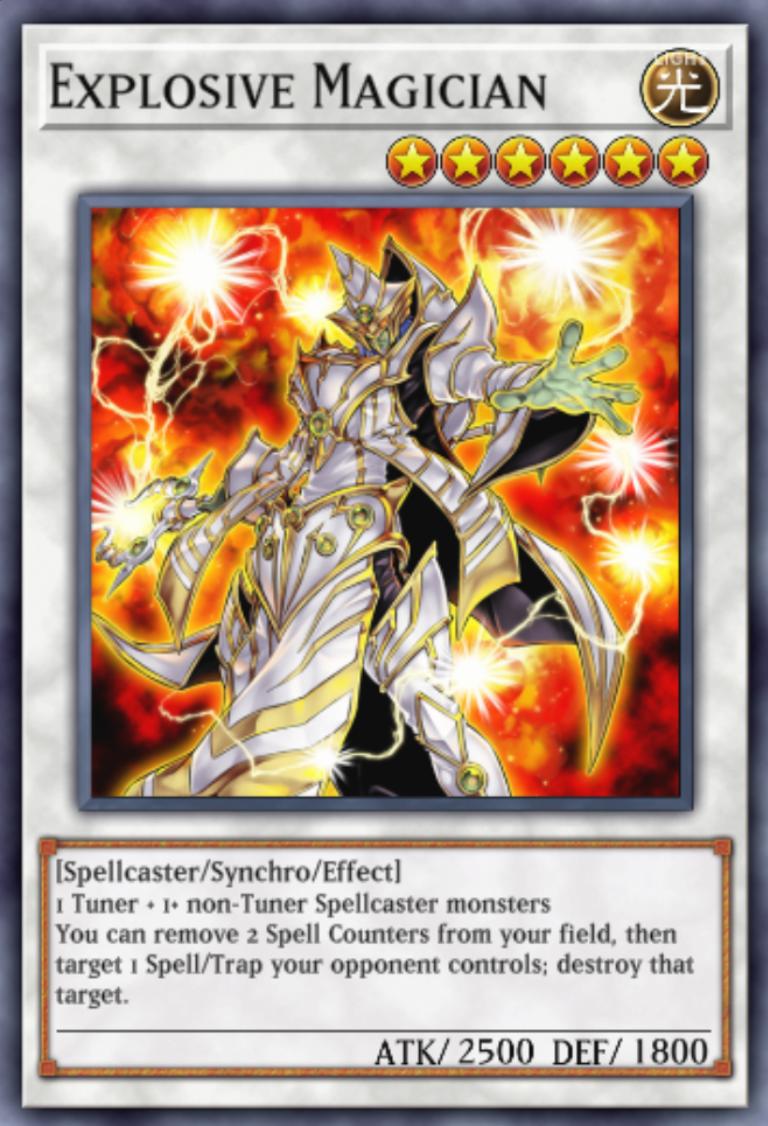 Explosive Magician
LIGHT
光
[Spellcaster/Synchro/Effect]
1 Tuner + 1+ non-Tuner Spellcaster monsters
You can remove 2 Spell Counters from your field, then
target 1 Spell/Trap your opponent controls; destroy that
target.
ATK/ 2500 DEF/ 1800